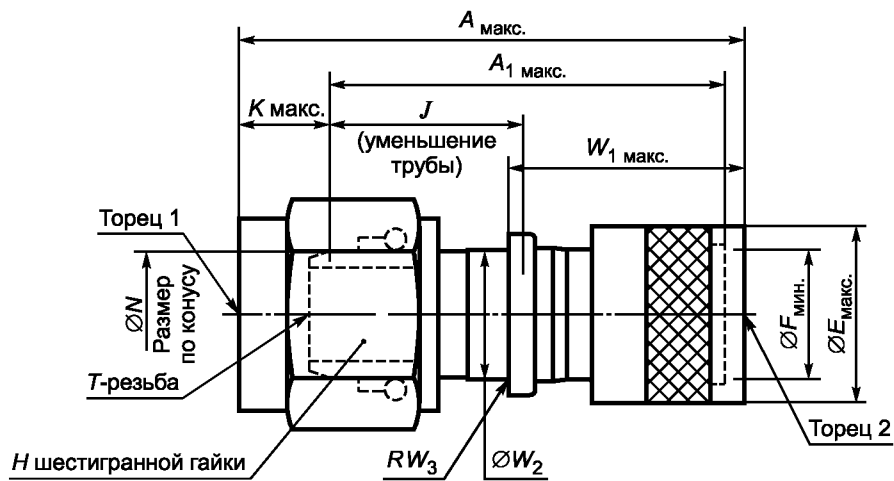 A макс.
A1 макс.
K макс.
J
(уменьшение
трубы)
W1 макс.
Торец 1
ØN
Размер
по конусу
T-резьба
H шестигранной гайки
RW3
ØW2
ØFмин.
ØEмакс.
Торец 2